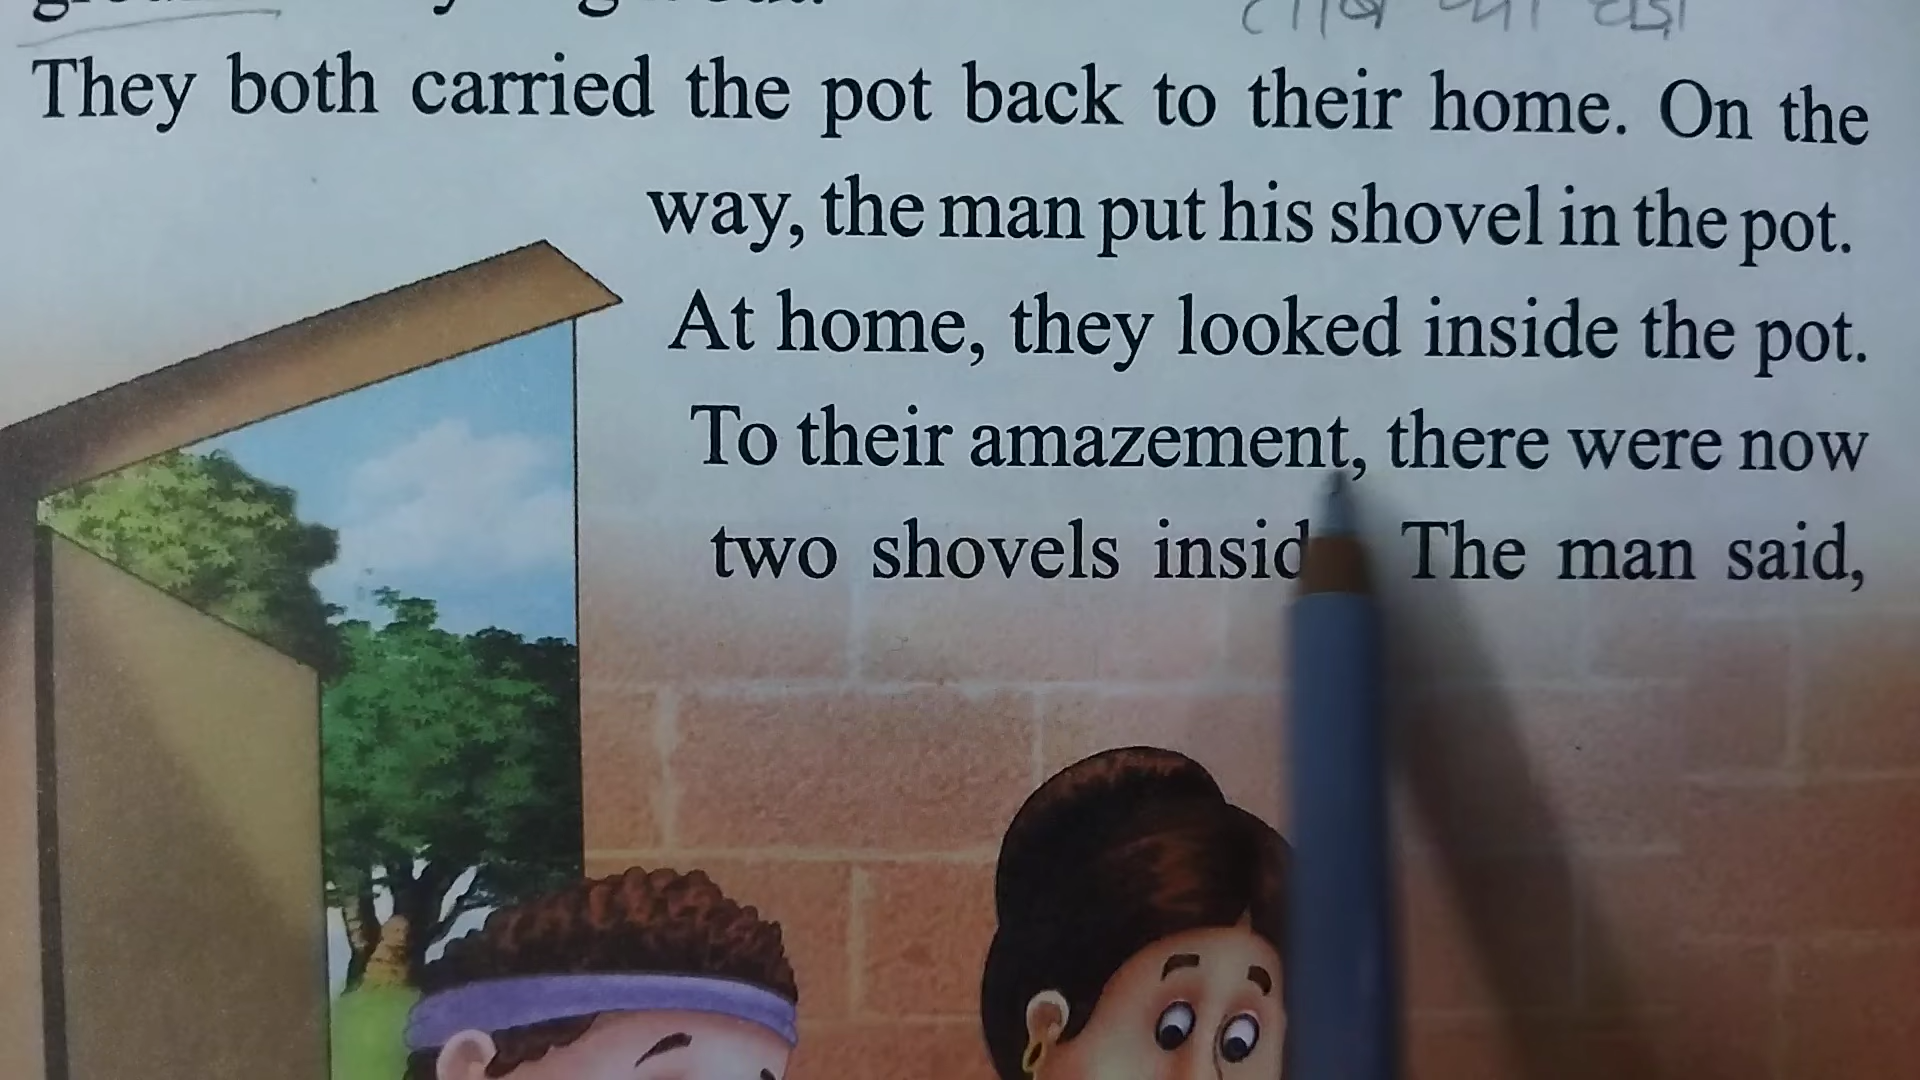 They both carried the pot back to their home. On the
way, the man put his shovel in the pot.
At home, they looked inside the pot.
To their amazement, there were now
two shovels The man said,